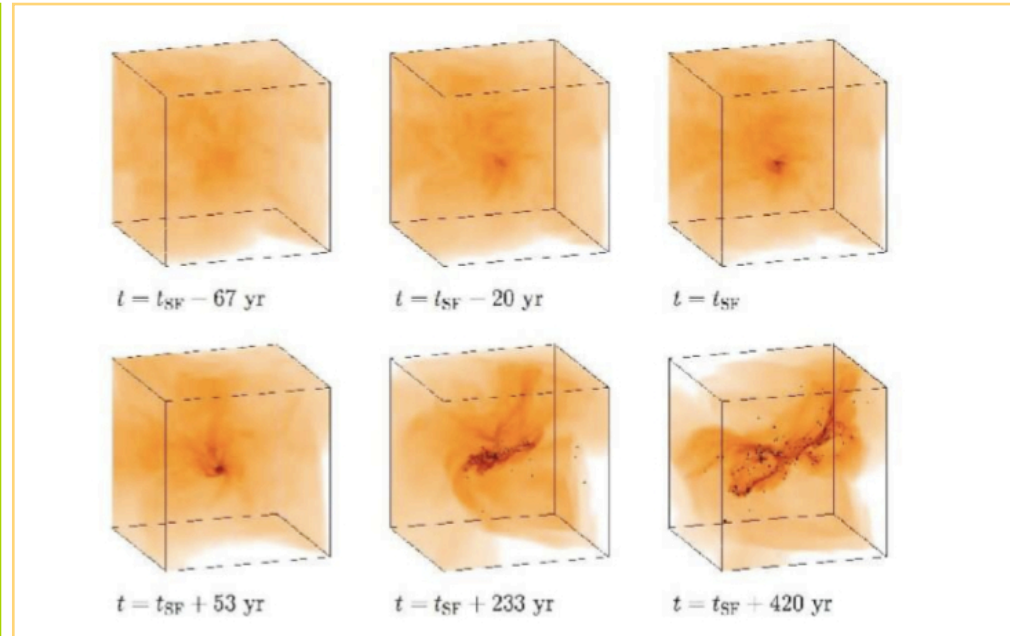 t = t_SF − 67 yr
t = t_SF − 20 yr
t = t_SF
t = t_SF + 53 yr
t = t_SF + 233 yr
t = t_SF + 420 yr